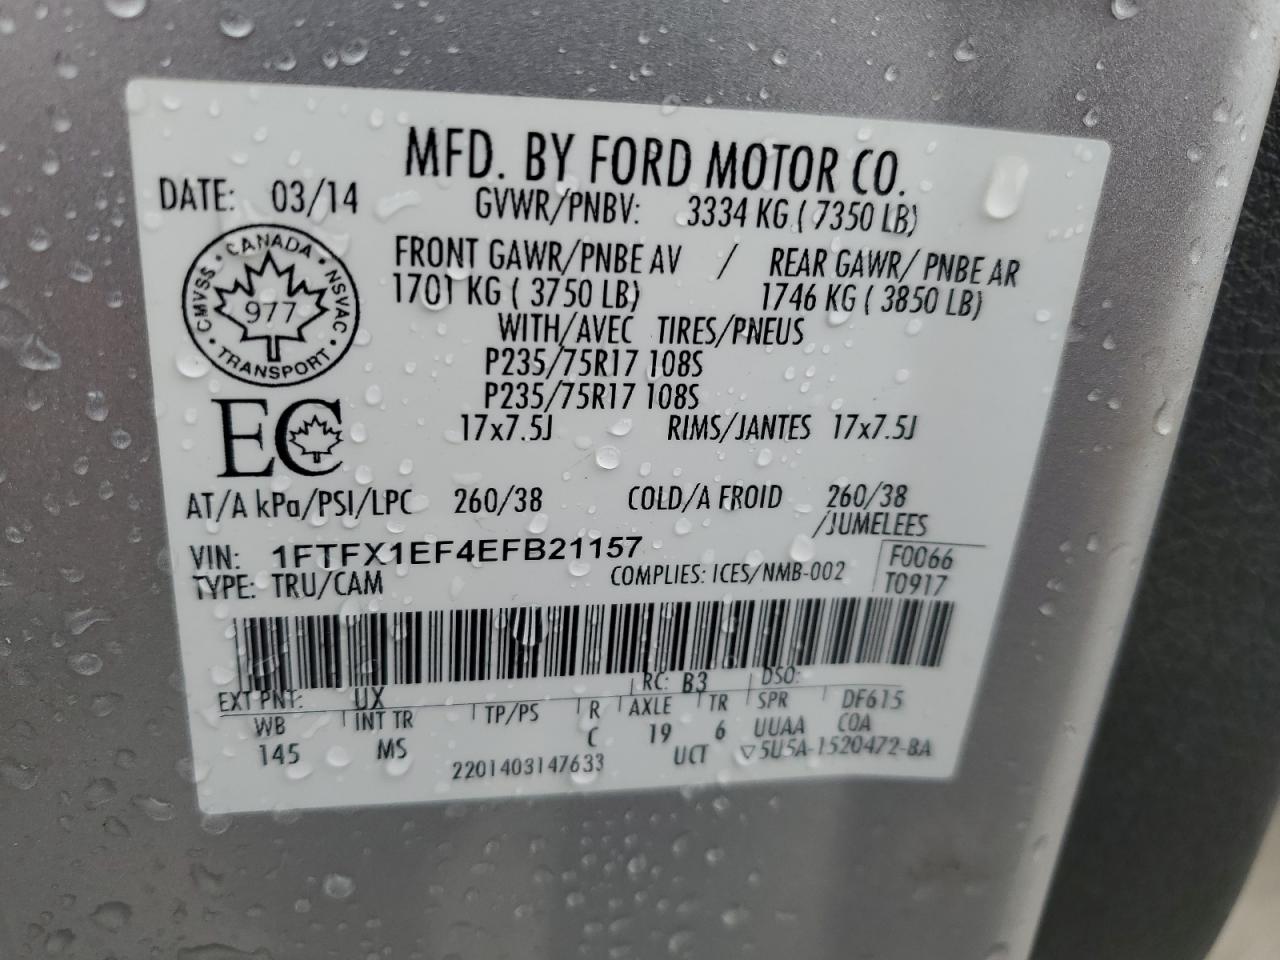 MFD. BY FORD MOTOR CO.
DATE: 03/14 GVWR/PNBV: 3334 KG ( 7350 LB)
FRONT GAWR/PNBE AV / REAR GAWR/ PNBE AR
1701 KG ( 3750 LB) 1746 KG ( 3850 LB)
WITH/AVEC TIRES/PNEUS
P235/75R17 108S
P235/75R17 108S
17x7.5J RIMS/JANTES 17x7.5J
CANADA
CMVSS 977 NSVAC
TRANSPORT
EC
AT/A kPa/PSI/LPC 260/38 COLD/A FROID 260/38
/JUMELEES
VIN: 1FTFX1EF4EFB21157 F0066
TYPE: TRU/CAM COMPLIES: ICES/NMB-002 T0917
EXT PNT: UX RC: B3 DSO:
WB INT TR TP/PS R AXLE TR SPR DF615
145 MS C 19 6 UUAA COA
2201403147633 UCT ▽5U5A-1520472-BA